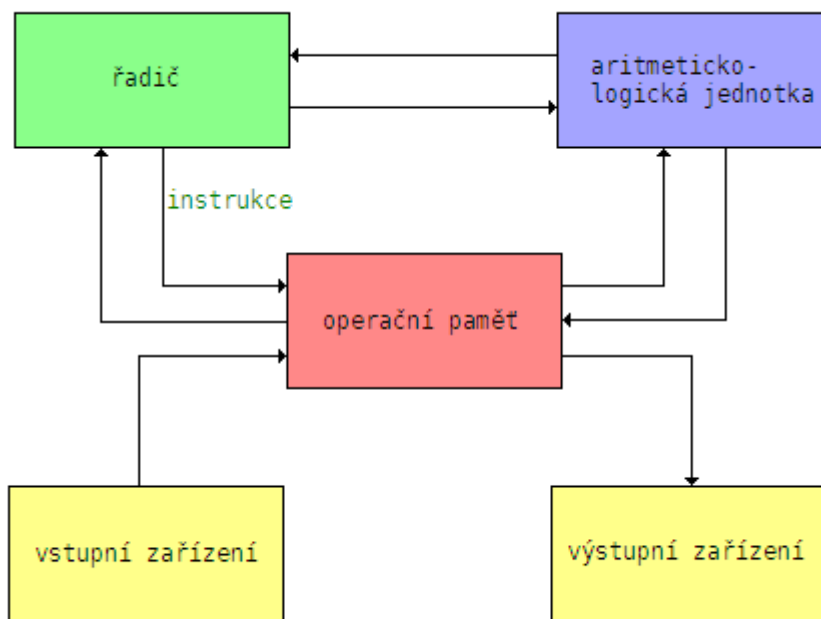 řadič
aritmeticko-
logická jednotka
instrukce
operační paměť
vstupní zařízení
výstupní zařízení